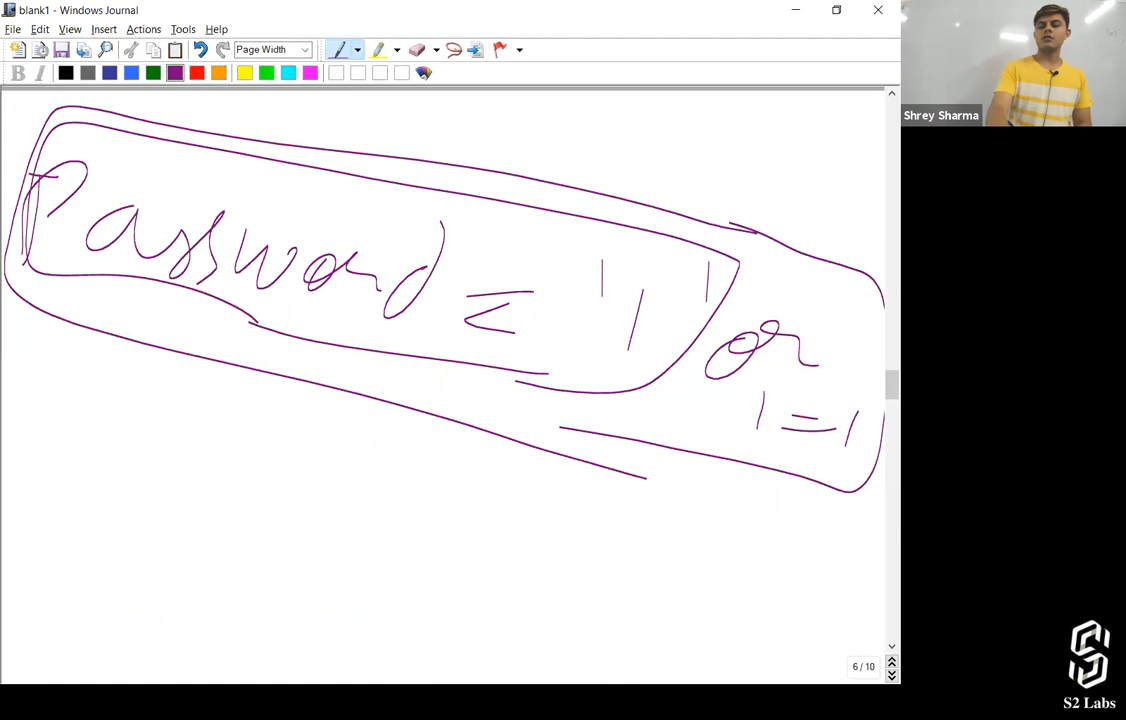 blank1 - Windows Journal
File Edit View Insert Actions Tools Help
Page Width
B I
Shrey Sharma
Password = '1' or
1 = 1
6 / 10
S2 Labs